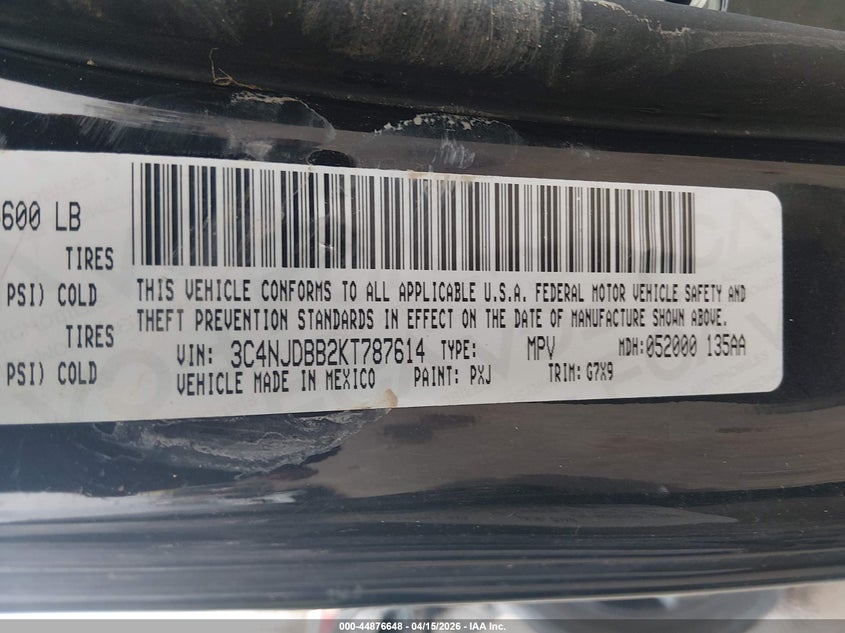 600 LB
TIRES
PSI) COLD
TIRES
PSI) COLD
THIS VEHICLE CONFORMS TO ALL APPLICABLE U.S.A. FEDERAL MOTOR VEHICLE SAFETY AND
THEFT PREVENTION STANDARDS IN EFFECT ON THE DATE OF MANUFACTURE SHOWN ABOVE.
VIN: 3C4NJDBB2KT787614 TYPE: MPV MDH:052000 135AA
VEHICLE MADE IN MEXICO PAINT: PXJ TRIM: G7X9
000-44876648 - 04/15/2026 - IAA Inc.